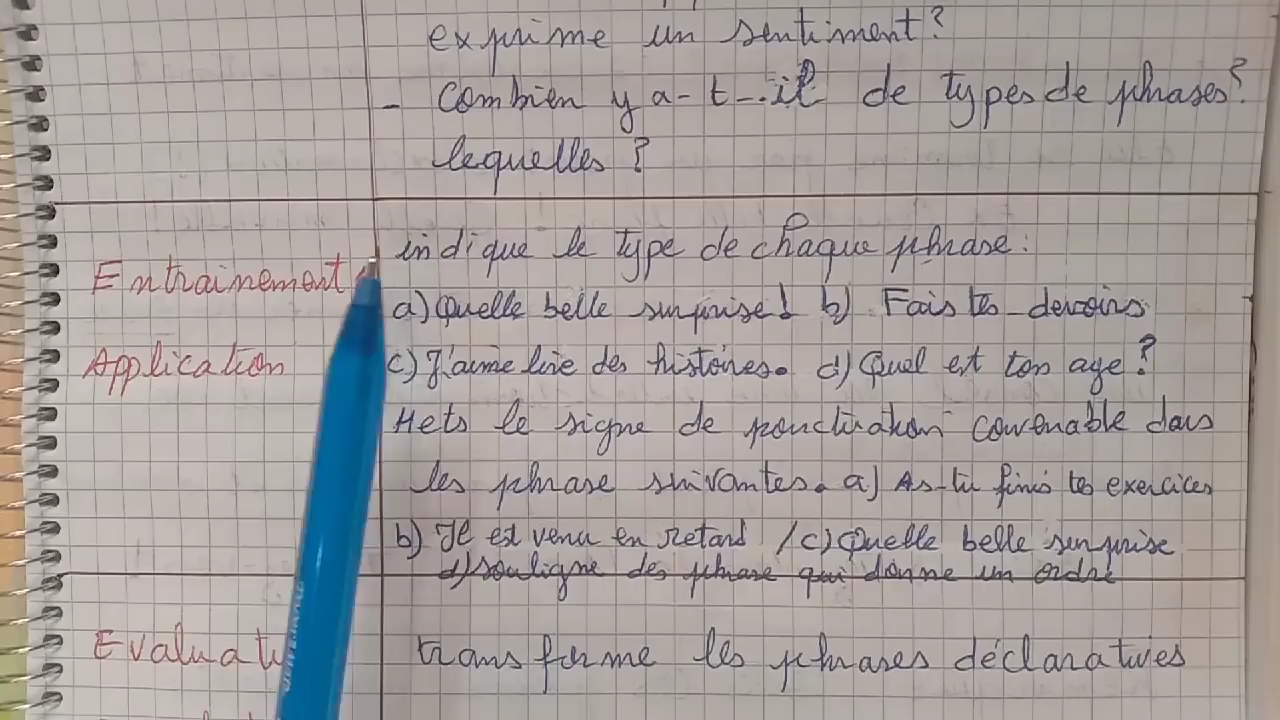 exprime un sentiment?
- Combien y a-t-il de types de phrases?
lequelles?
Entrainement
indique le type de chaque phrase:
a) Quelle belle surprise! b) Fais tes devoirs.
Application
c) J'aime lire des histoires. d) Quel est ton age?
Mets le signe de ponctuation convenable dans
les phrase suivantes. a) As-tu finis tes exercices
b) Il est venu en retard /c) Quelle belle surprise
d) souligne des phrase qui donne un ordre
Evaluati
transforme les phrases déclaratives